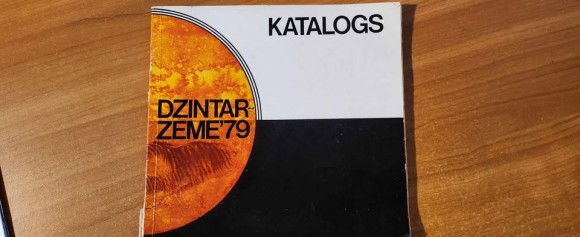 KATALOGS
DZINTAR-
ZEME'79